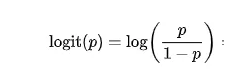 logit(p) = log(p / (1 − p)) :